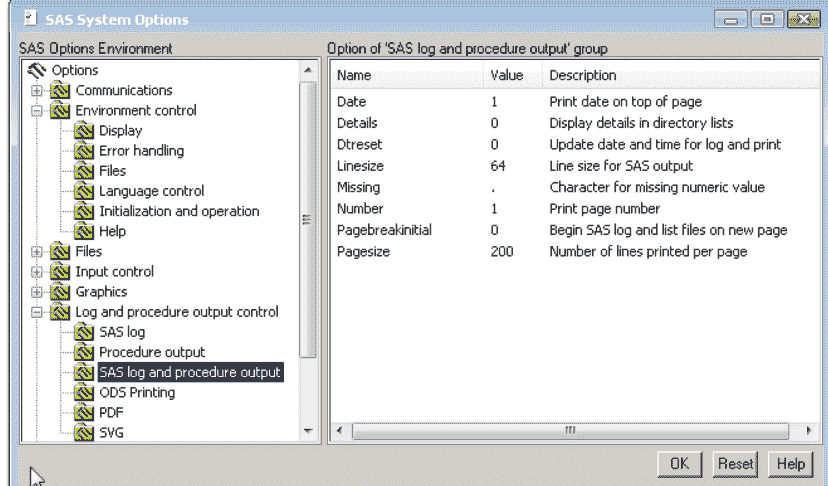 SAS System Options
SAS Options Environment
Options
Communications
Environment control
Display
Error handling
Files
Language control
Initialization and operation
Help
Files
Input control
Graphics
Log and procedure output control
SAS log
Procedure output
SAS log and procedure output
ODS Printing
PDF
SVG
Option of 'SAS log and procedure output' group
Name Value Description
Date 1 Print date on top of page
Details 0 Display details in directory lists
Dtreset 0 Update date and time for log and print
Linesize 64 Line size for SAS output
Missing . Character for missing numeric value
Number 1 Print page number
Pagebreakinitial 0 Begin SAS log and list files on new page
Pagesize 200 Number of lines printed per page
OK Reset Help